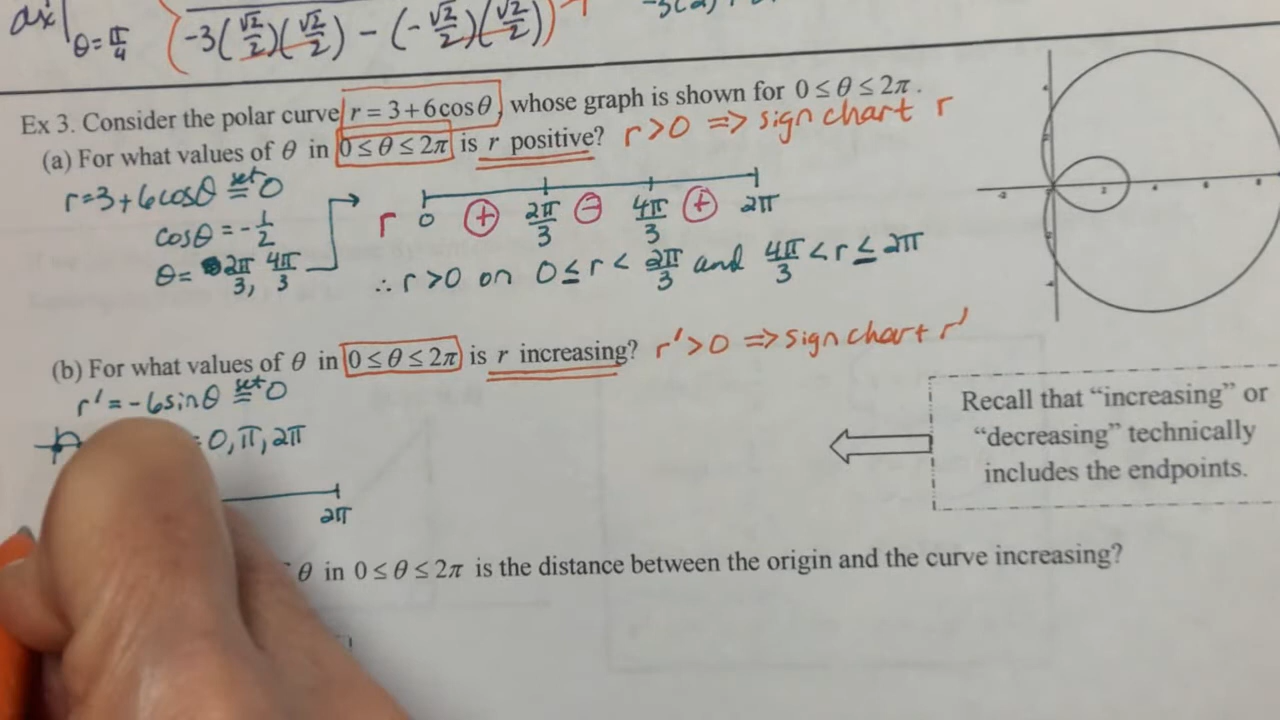 dx|θ=π/4 (-3(√2/2)(√2/2) - (-√2/2)(√2/2))
Ex 3. Consider the polar curve r = 3+6cosθ, whose graph is shown for 0≤θ≤2π.
(a) For what values of θ in 0≤θ≤2π is r positive? r>0 => sign chart r
r=3+6cosθ set= 0
cosθ = -1/2
θ= 2π/3, 4π/3
r 0 + 2π/3 - 4π/3 + 2π
∴ r>0 on 0≤r<2π/3 and 4π/3<r≤2π
(b) For what values of θ in 0≤θ≤2π is r increasing? r'>0 => sign chart r'
r' = -6sinθ set= 0
= 0, π, 2π
2π
Recall that “increasing” or
“decreasing” technically
includes the endpoints.
θ in 0≤θ≤2π is the distance between the origin and the curve increasing?